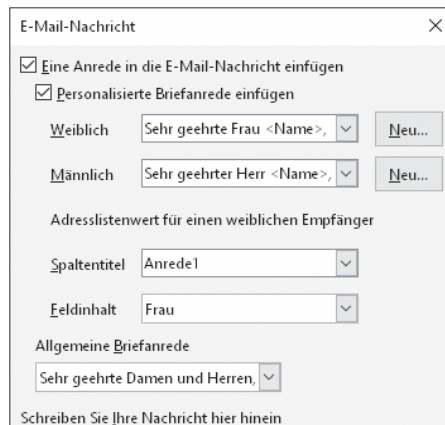 E-Mail-Nachricht
Eine Anrede in die E-Mail-Nachricht einfügen
Personalisierte Briefanrede einfügen
Weiblich Sehr geehrte Frau <Name>, Neu...
Männlich Sehr geehrter Herr <Name>, Neu...
Adresslistenwert für einen weiblichen Empfänger
Spaltentitel Anrede1
Feldinhalt Frau
Allgemeine Briefanrede
Sehr geehrte Damen und Herren,
Schreiben Sie Ihre Nachricht hier hinein